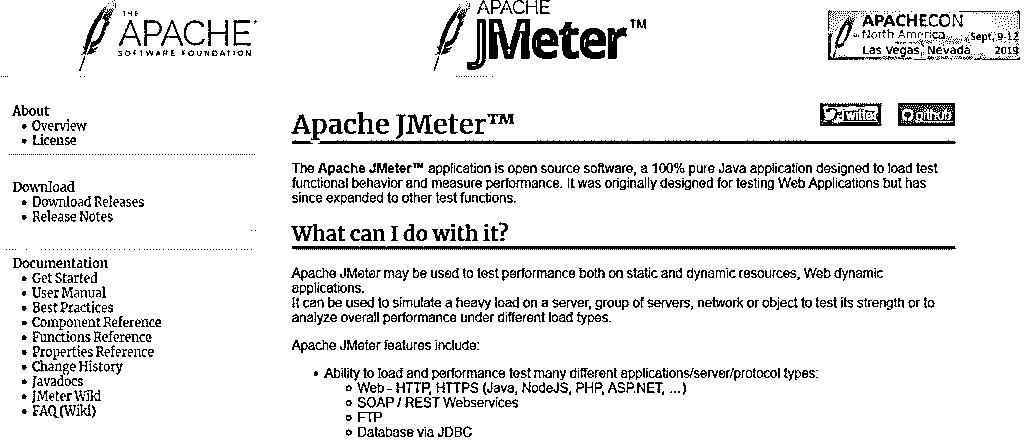 THE
APACHE
SOFTWARE FOUNDATION
APACHE
JMeter™
APACHECON
North America Sept. 9-12
Las Vegas, Nevada 2019
About
• Overview
• License
Download
• Download Releases
• Release Notes
Documentation
• Get Started
• User Manual
• Best Practices
• Component Reference
• Functions Reference
• Properties Reference
• Change History
• Javadocs
• JMeter Wiki
• FAQ (Wiki)
Twitter github
Apache JMeter™
The Apache JMeter™ application is open source software, a 100% pure Java application designed to load test
functional behavior and measure performance. It was originally designed for testing Web Applications but has
since expanded to other test functions.
What can I do with it?
Apache JMeter may be used to test performance both on static and dynamic resources, Web dynamic
applications.
It can be used to simulate a heavy load on a server, group of servers, network or object to test its strength or to
analyze overall performance under different load types.
Apache JMeter features include:
• Ability to load and performance test many different applications/server/protocol types:
○ Web - HTTP, HTTPS (Java, NodeJS, PHP, ASP.NET, ...)
○ SOAP / REST Webservices
○ FTP
○ Database via JDBC